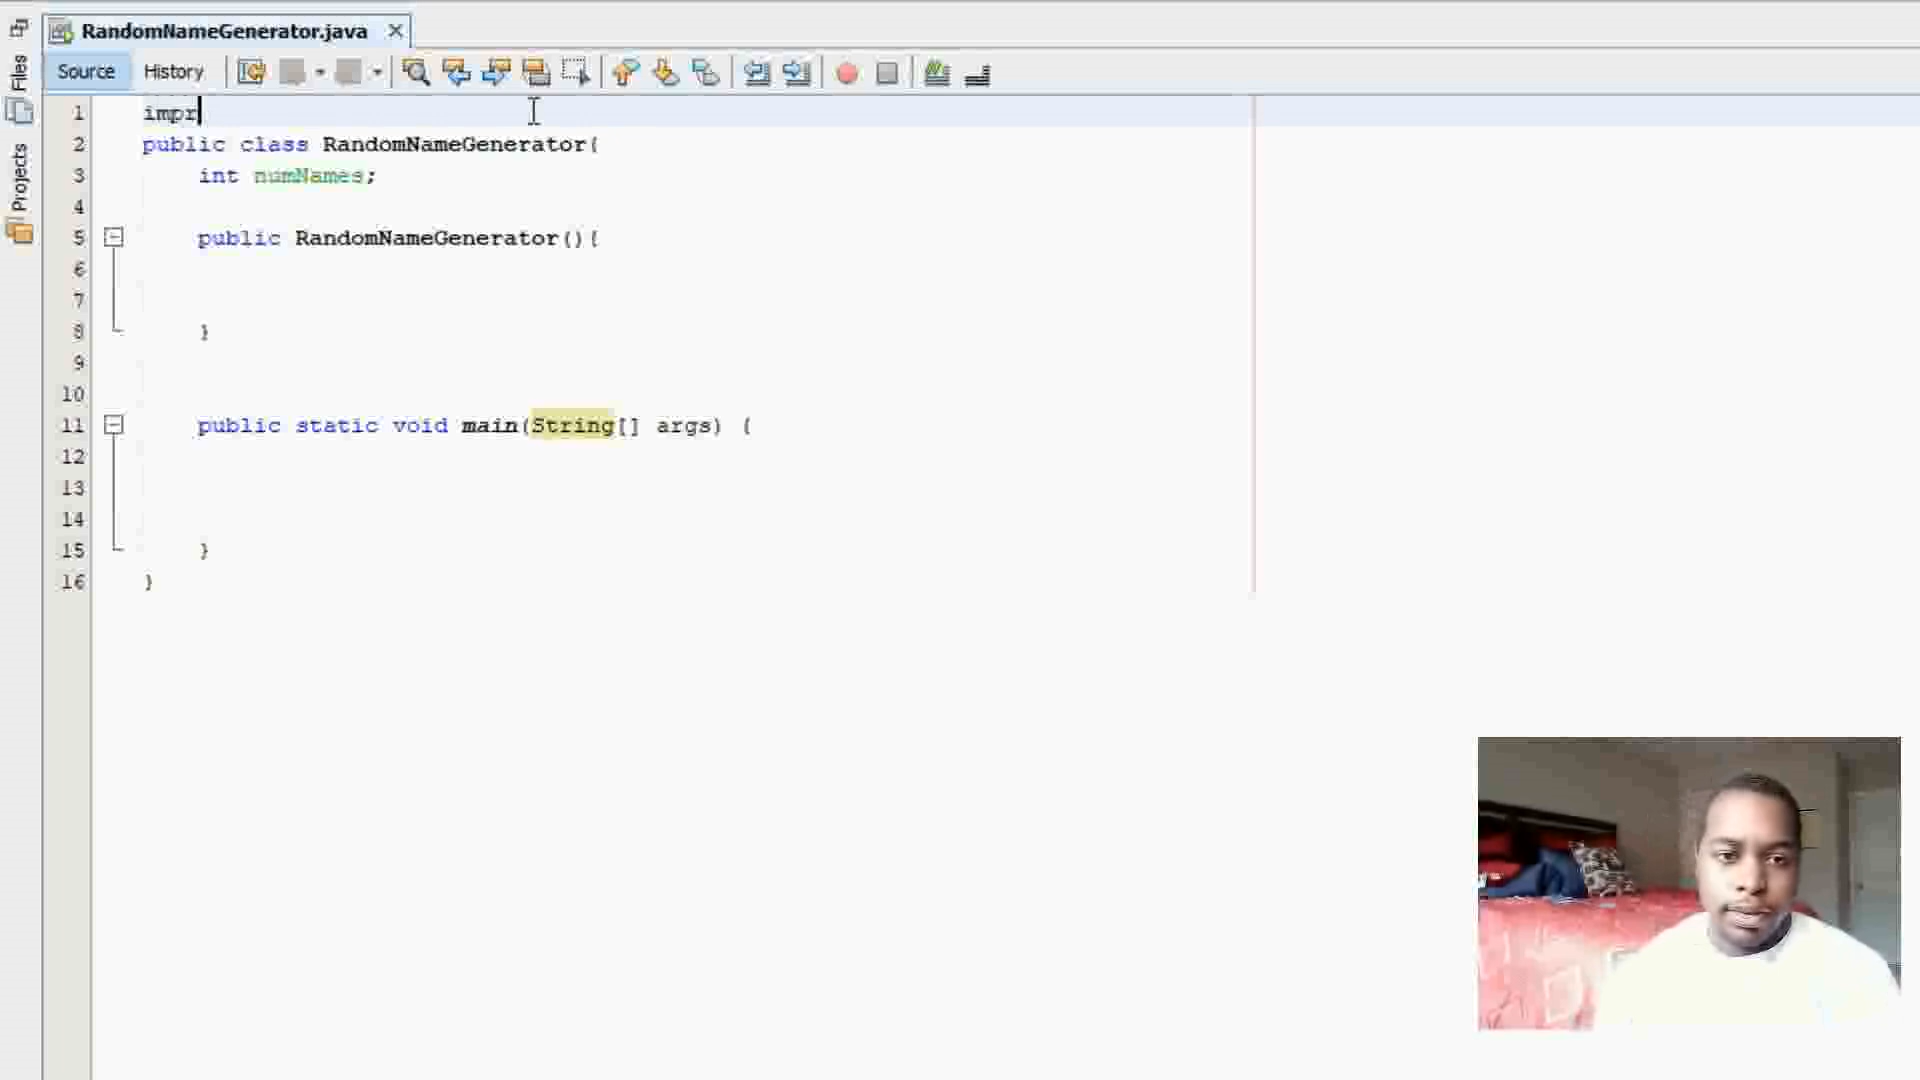 RandomNameGenerator.java
Files
Projects
Source History
1 impr
2 public class RandomNameGenerator{
3 int numNames;
4
5 public RandomNameGenerator(){
6
7
8 }
9
10
11 public static void main(String[] args) {
12
13
14
15 }
16 }